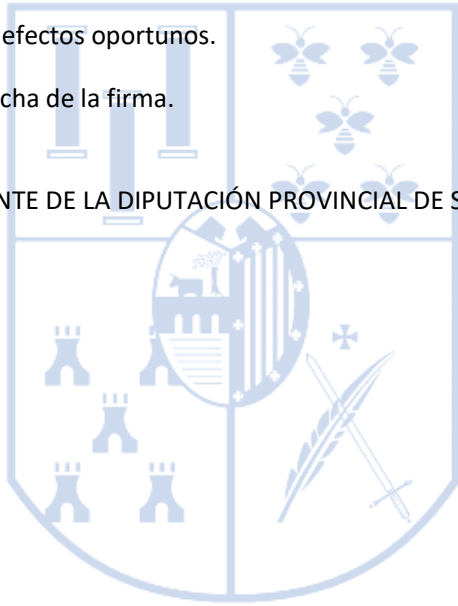 efectos oportunos.
cha de la firma.
NTE DE LA DIPUTACIÓN PROVINCIAL DE S